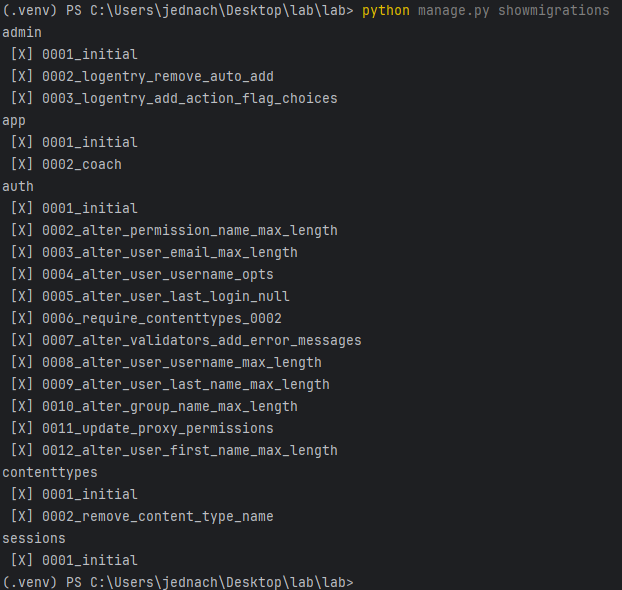 (.venv) PS C:\Users\jednach\Desktop\lab\lab> python manage.py showmigrations
admin
[X] 0001_initial
[X] 0002_logentry_remove_auto_add
[X] 0003_logentry_add_action_flag_choices
app
[X] 0001_initial
[X] 0002_coach
auth
[X] 0001_initial
[X] 0002_alter_permission_name_max_length
[X] 0003_alter_user_email_max_length
[X] 0004_alter_user_username_opts
[X] 0005_alter_user_last_login_null
[X] 0006_require_contenttypes_0002
[X] 0007_alter_validators_add_error_messages
[X] 0008_alter_user_username_max_length
[X] 0009_alter_user_last_name_max_length
[X] 0010_alter_group_name_max_length
[X] 0011_update_proxy_permissions
[X] 0012_alter_user_first_name_max_length
contenttypes
[X] 0001_initial
[X] 0002_remove_content_type_name
sessions
[X] 0001_initial
(.venv) PS C:\Users\jednach\Desktop\lab\lab>